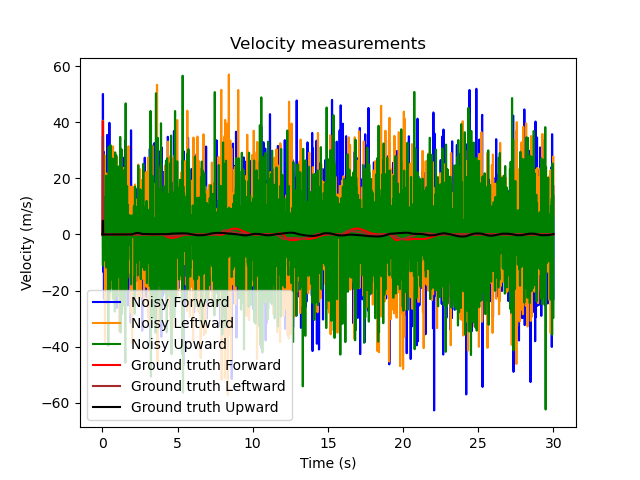 Velocity measurements
60
40
20
0
−20
−40
−60
Velocity (m/s)
Noisy Forward
Noisy Leftward
Noisy Upward
Ground truth Forward
Ground truth Leftward
Ground truth Upward
0 5 10 15 20 25 30
Time (s)